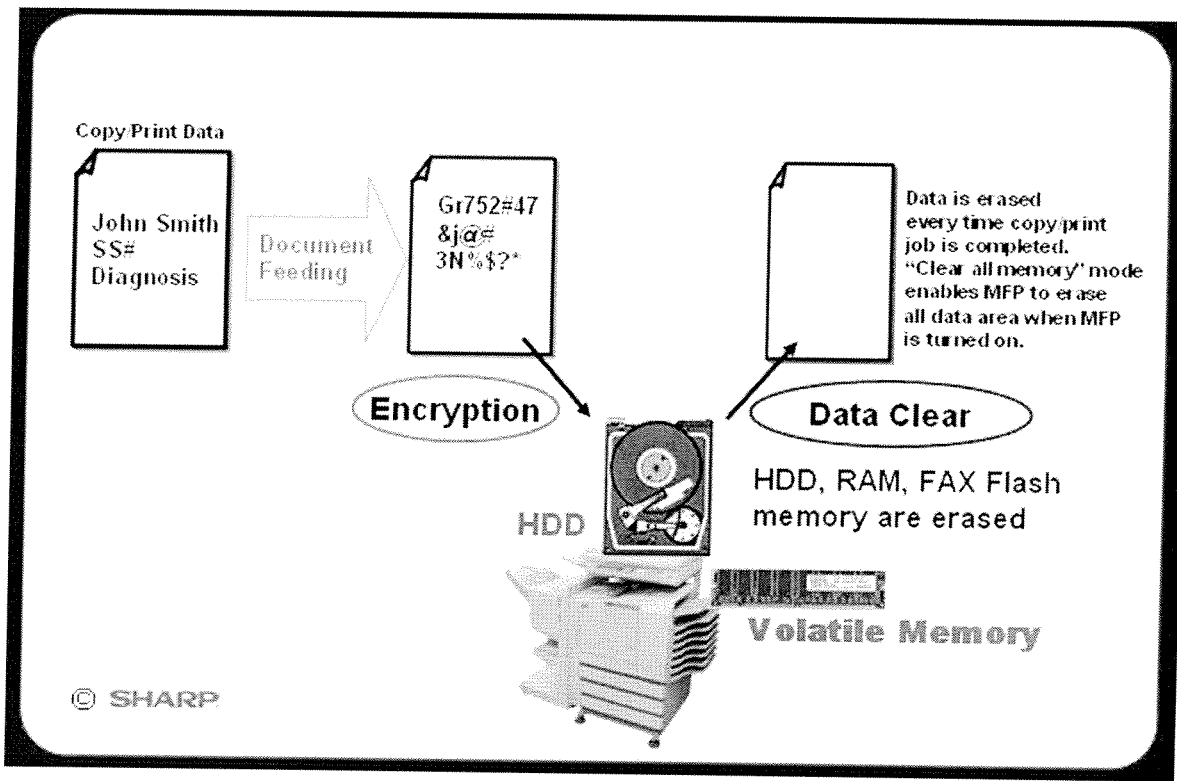 Copy/Print Data
John Smith
SS#
Diagnosis
Document
Feeding
Gr752#47
&j@#
3N%$?*
Data is erased
every time copy/print
job is completed.
"Clear all memory" mode
enables MFP to erase
all data area when MFP
is turned on.
Encryption
Data Clear
HDD, RAM, FAX Flash
memory are erased
HDD
Volatile Memory
© SHARP